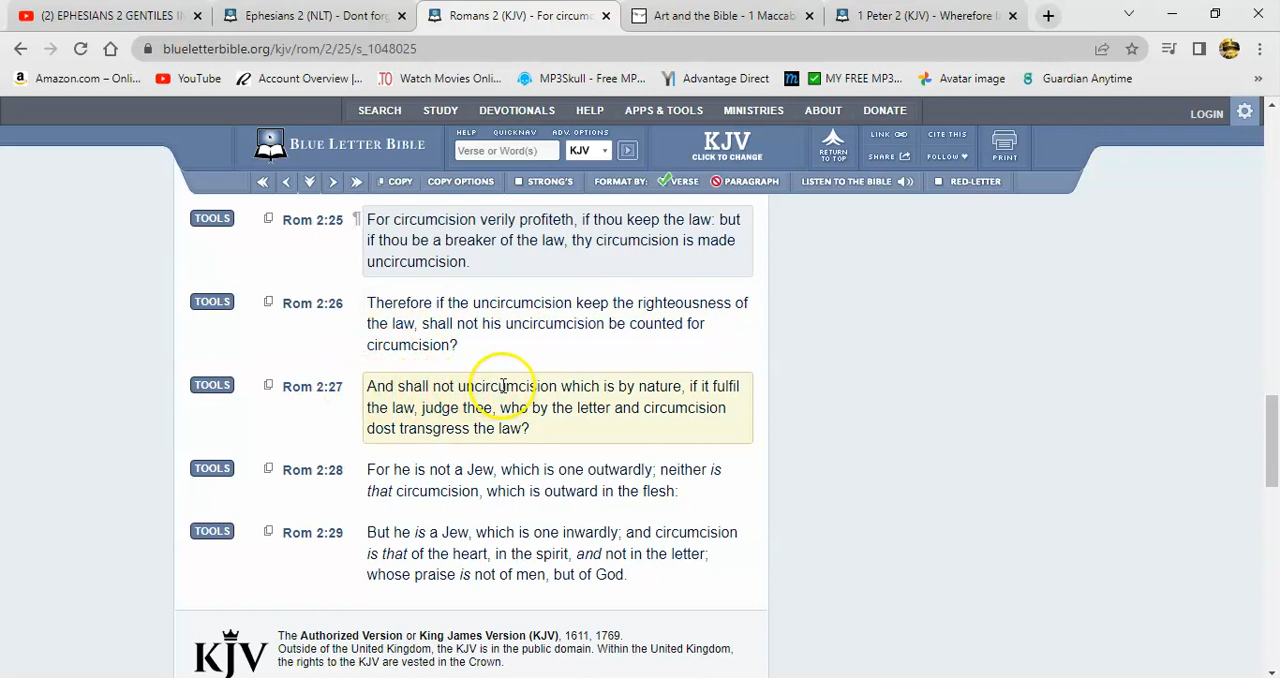 (2) EPHESIANS 2 GENTILES I
Ephesians 2 (NLT) - Dont for
Romans 2 (KJV) - For circumc
Art and the Bible - 1 Maccab
1 Peter 2 (KJV) - Wherefore l
blueletterbible.org/kjv/rom/2/25/s_1048025
Amazon.com – Onli... YouTube Account Overview |... Watch Movies Onlin... MP3Skull - Free MP... Advantage Direct MY FREE MP3... Avatar image Guardian Anytime »
SEARCH STUDY DEVOTIONALS HELP APPS & TOOLS MINISTRIES ABOUT DONATE LOGIN
BLUE LETTER BIBLE
HELP QUICKNAV ADV. OPTIONS
Verse or Word(s) KJV
KJV
CLICK TO CHANGE
RETURN
TO TOP
LINK CITE THIS
SHARE FOLLOW
PRINT
COPY COPY OPTIONS STRONG'S FORMAT BY: VERSE PARAGRAPH LISTEN TO THE BIBLE RED-LETTER
TOOLS Rom 2:25 ¶ For circumcision verily profiteth, if thou keep the law: but
if thou be a breaker of the law, thy circumcision is made
uncircumcision.
TOOLS Rom 2:26 Therefore if the uncircumcision keep the righteousness of
the law, shall not his uncircumcision be counted for
circumcision?
TOOLS Rom 2:27 And shall not uncircumcision which is by nature, if it fulfil
the law, judge thee, who by the letter and circumcision
dost transgress the law?
TOOLS Rom 2:28 For he is not a Jew, which is one outwardly; neither is
that circumcision, which is outward in the flesh:
TOOLS Rom 2:29 But he is a Jew, which is one inwardly; and circumcision
is that of the heart, in the spirit, and not in the letter;
whose praise is not of men, but of God.
KJV
The Authorized Version or King James Version (KJV), 1611, 1769.
Outside of the United Kingdom, the KJV is in the public domain. Within the United Kingdom,
the rights to the KJV are vested in the Crown.